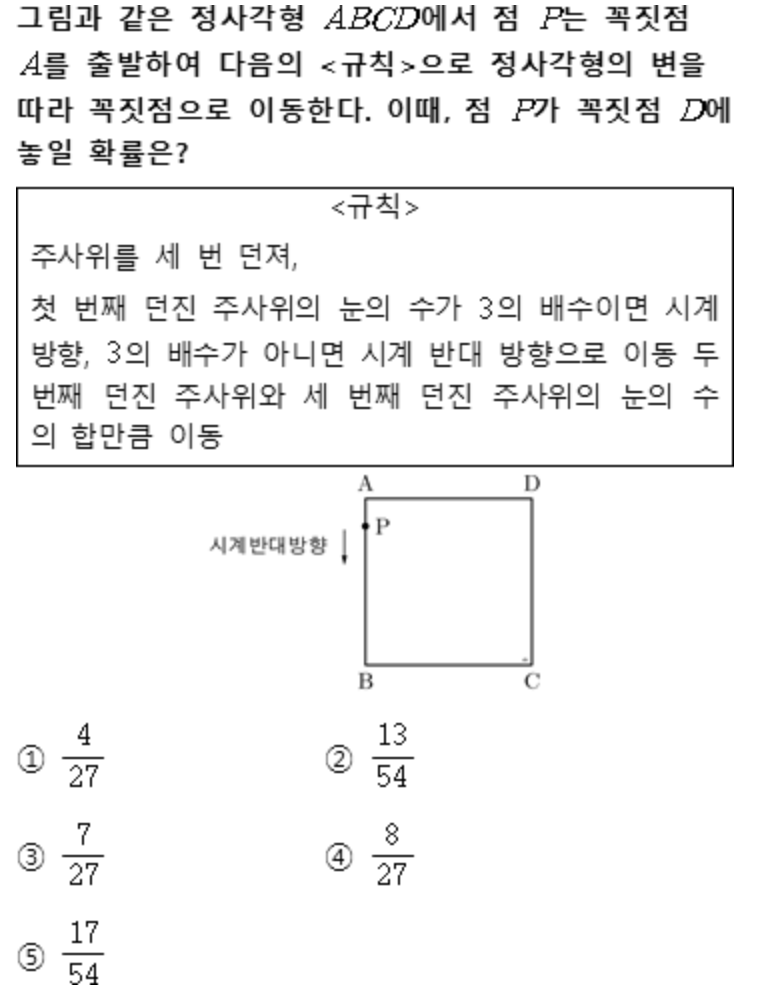 그림과 같은 정사각형 ABCD에서 점 P는 꼭짓점
A를 출발하여 다음의 <규칙>으로 정사각형의 변을
따라 꼭짓점으로 이동한다. 이때, 점 P가 꼭짓점 D에
놓일 확률은?
<규칙>
주사위를 세 번 던져,
첫 번째 던진 주사위의 눈의 수가 3의 배수이면 시계
방향, 3의 배수가 아니면 시계 반대 방향으로 이동 두
번째 던진 주사위와 세 번째 던진 주사위의 눈의 수
의 합만큼 이동
A D
P
시계반대방향
B C
① 4/27 ② 13/54
③ 7/27 ④ 8/27
⑤ 17/54